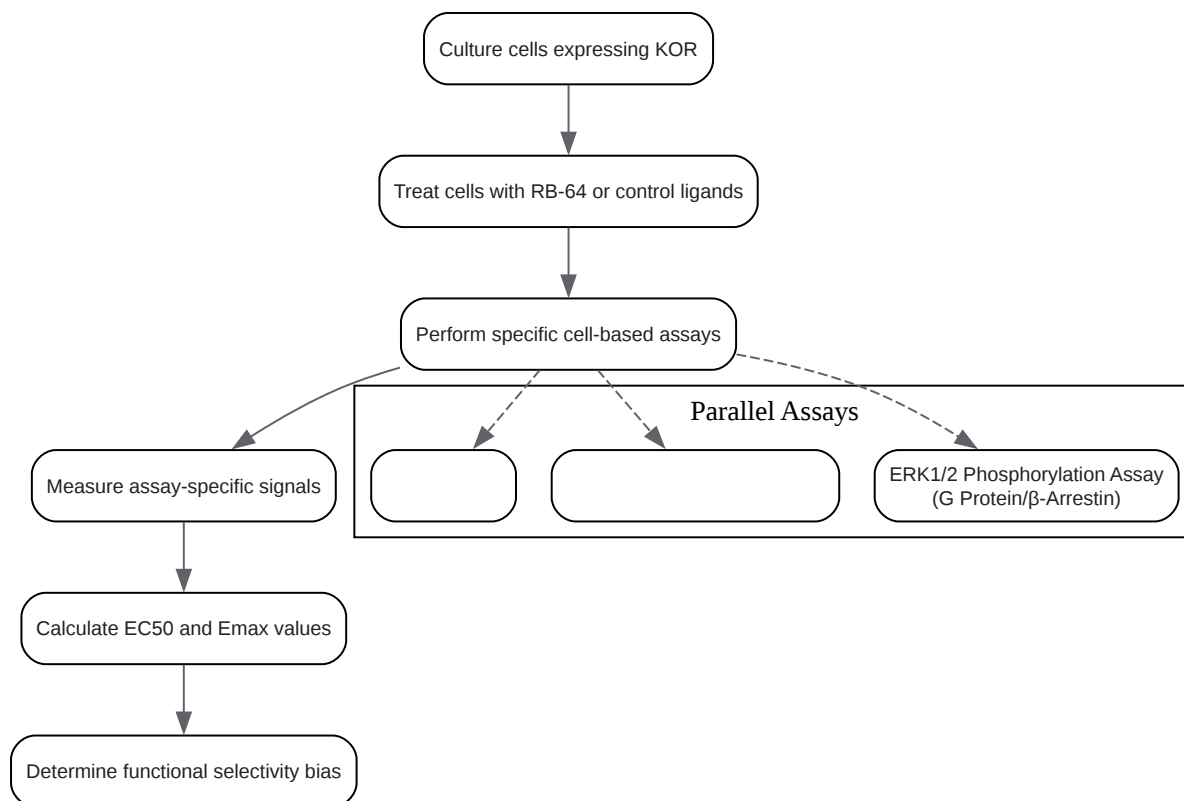 Culture cells expressing KOR
Treat cells with RB-64 or control ligands
Perform specific cell-based assays
Parallel Assays
Measure assay-specific signals
ERK1/2 Phosphorylation Assay
(G Protein/β-Arrestin)
Calculate EC50 and Emax values
Determine functional selectivity bias